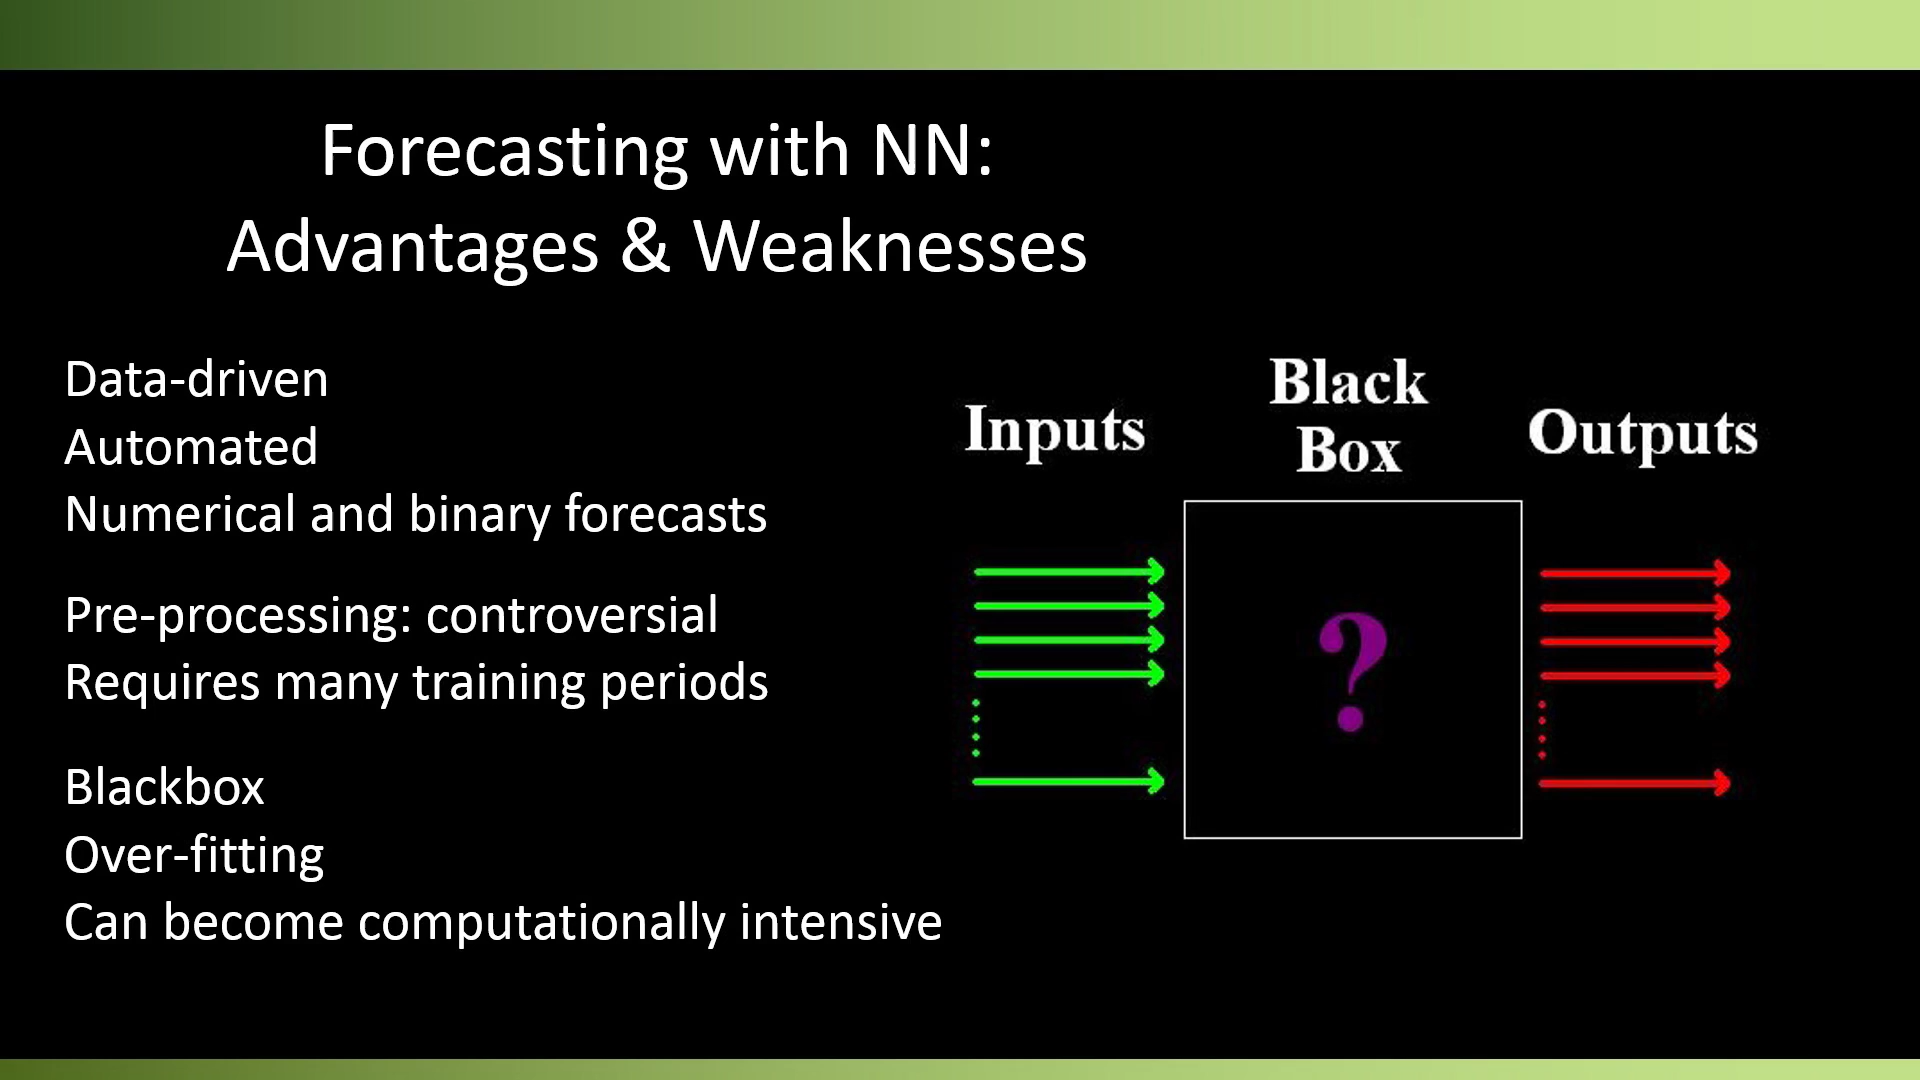 Forecasting with NN:
Advantages & Weaknesses
Data-driven
Automated
Numerical and binary forecasts
Pre-processing: controversial
Requires many training periods
Blackbox
Over-fitting
Can become computationally intensive
Inputs
Black
Box
Outputs
?